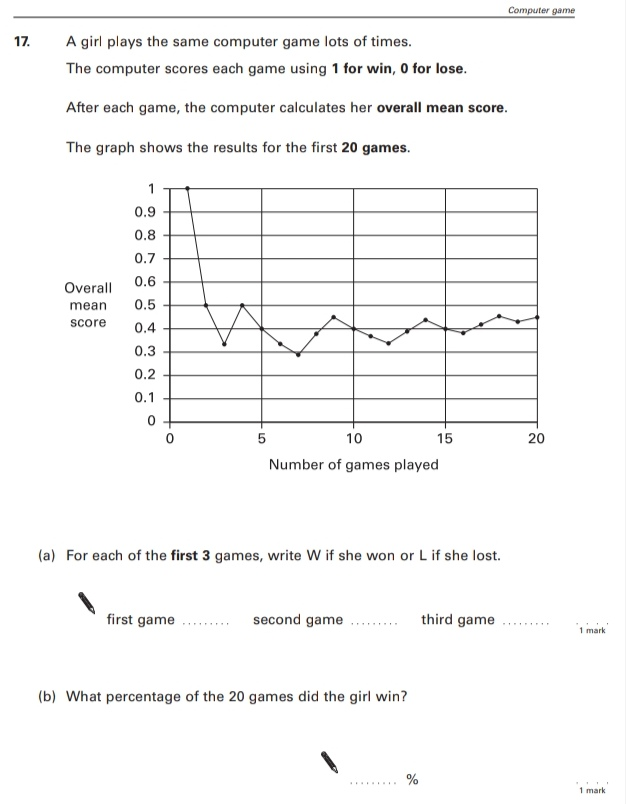 Computer game
17. A girl plays the same computer game lots of times.
The computer scores each game using 1 for win, 0 for lose.
After each game, the computer calculates her overall mean score.
The graph shows the results for the first 20 games.
1
0.9
0.8
0.7
0.6
0.5
0.4
0.3
0.2
0.1
0
Overall
mean
score
0 5 10 15 20
Number of games played
(a) For each of the first 3 games, write W if she won or L if she lost.
first game ......... second game ......... third game .........
1 mark
(b) What percentage of the 20 games did the girl win?
......... %
1 mark